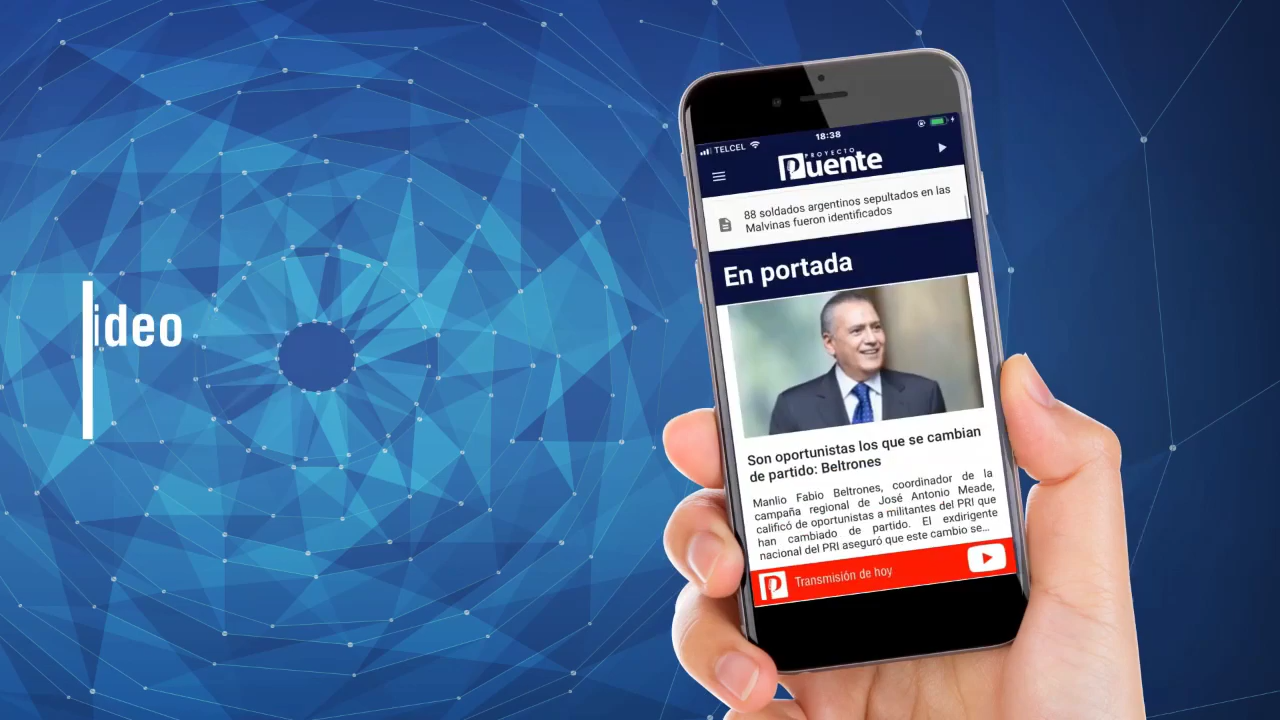 ideo
TELCEL
18:38
PROYECTO
Puente
88 soldados argentinos sepultados en las
Malvinas fueron identificados
En portada
Son oportunistas los que se cambian
de partido: Beltrones
Manlio Fabio Beltrones, coordinador de la
campaña regional de José Antonio Meade,
calificó de oportunistas a militantes del PRI que
han cambiado de partido. El exdirigente
nacional del PRI aseguró que este cambio se...
P Transmisión de hoy